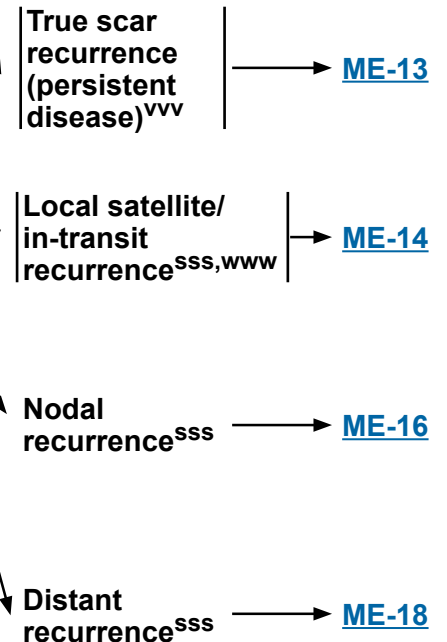 True scar
recurrence
(persistent
disease)vvv
ME-13
Local satellite/
in-transit
recurrencesss,www
ME-14
Nodal
recurrencesss
ME-16
Distant
recurrencesss
ME-18